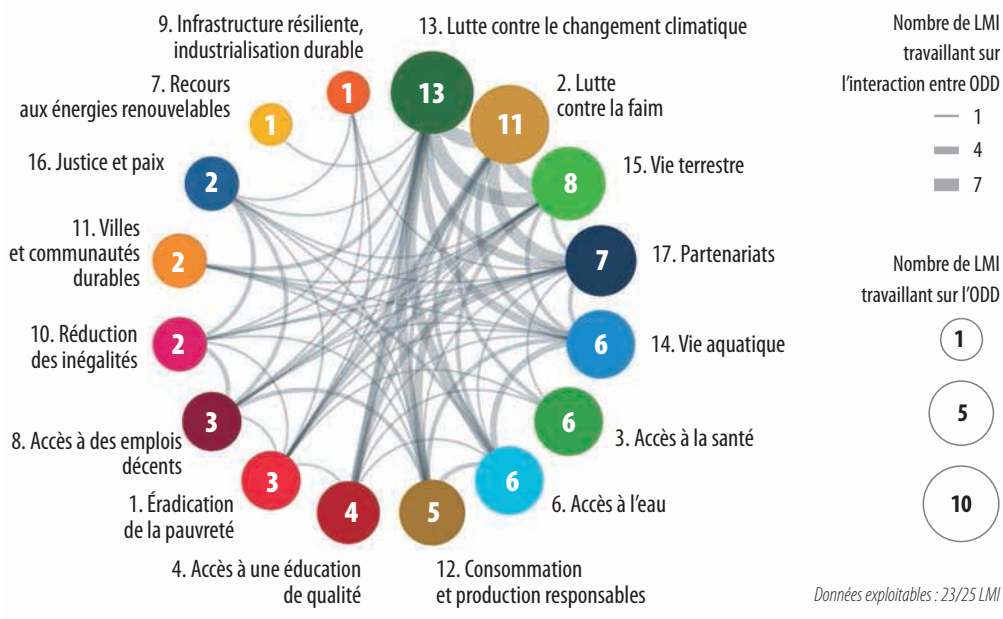 9. Infrastructure résiliente,
industrialisation durable
13
13. Lutte contre le changement climatique
11
2. Lutte
contre la faim
8
15. Vie terrestre
7
17. Partenariats
6
14. Vie aquatique
6
3. Accès à la santé
6
6. Accès à l'eau
5
12. Consommation
et production responsables
4
4. Accès à une éducation
de qualité
3
1. Éradication
de la pauvreté
3
8. Accès à des emplois
décents
2
10. Réduction
des inégalités
2
11. Villes
et communautés
durables
2
16. Justice et paix
1
7. Recours
aux énergies renouvelables
1
Nombre de LMI
travaillant sur
l'interaction entre ODD
1
4
7
Nombre de LMI
travaillant sur l'ODD
1
5
10
Données exploitables : 23/25 LMI